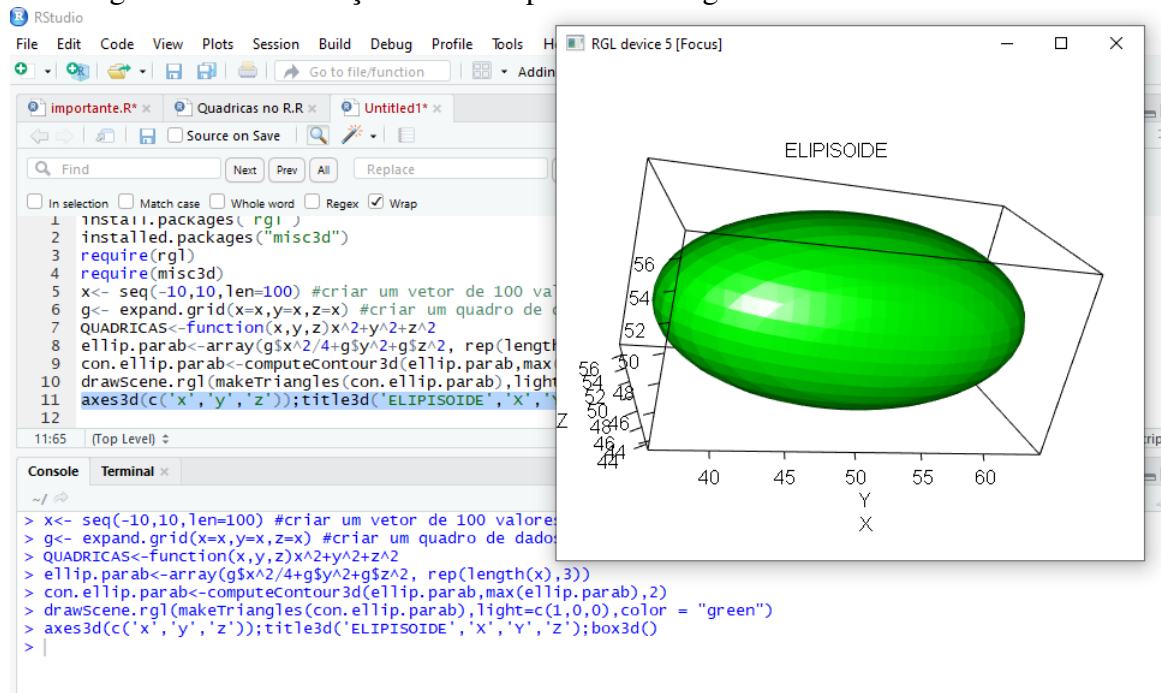 RStudio
File Edit Code View Plots Session Build Debug Profile Tools
Go to file/function
importante.R* Quadricas no R.R Untitled1*
Source on Save
Find Next Prev All Replace
In selection Match case Whole word Regex Wrap
1 install.packages("rgl")
2 installed.packages("misc3d")
3 require(rgl)
4 require(misc3d)
5 x<- seq(-10,10,len=100) #criar um vetor de 100
6 g<- expand.grid(x=x,y=x,z=x) #criar um quadro de
7 QUADRICAS<-function(x,y,z)x^2+y^2+z^2
8 ellip.parab<-array(g$x^2/4+g$y^2+g$z^2, rep(
9 con.ellip.parab<-computeContour3d(ellip.parab,max(
10 drawScene.rgl(makeTriangles(con.ellip.parab),light
11 axes3d(c('x','y','z'));title3d('ELIPISOIDE','X','
12
11:65 (Top Level)
Console Terminal
~/
> x<- seq(-10,10,len=100) #criar um vetor de 100 valores
> g<- expand.grid(x=x,y=x,z=x) #criar um quadro de dados
> QUADRICAS<-function(x,y,z)x^2+y^2+z^2
> ellip.parab<-array(g$x^2/4+g$y^2+g$z^2, rep(length(x),3))
> con.ellip.parab<-computeContour3d(ellip.parab,max(ellip.parab),2)
> drawScene.rgl(makeTriangles(con.ellip.parab),light=c(1,0,0),color = "green")
> axes3d(c('x','y','z'));title3d('ELIPISOIDE','X','Y','Z');box3d()
>
RGL device 5 [Focus]
ELIPISOIDE
56
54
52
50
48
46
44
56
54
52
50
48
46
44
Z
40 45 50 55 60
Y
X